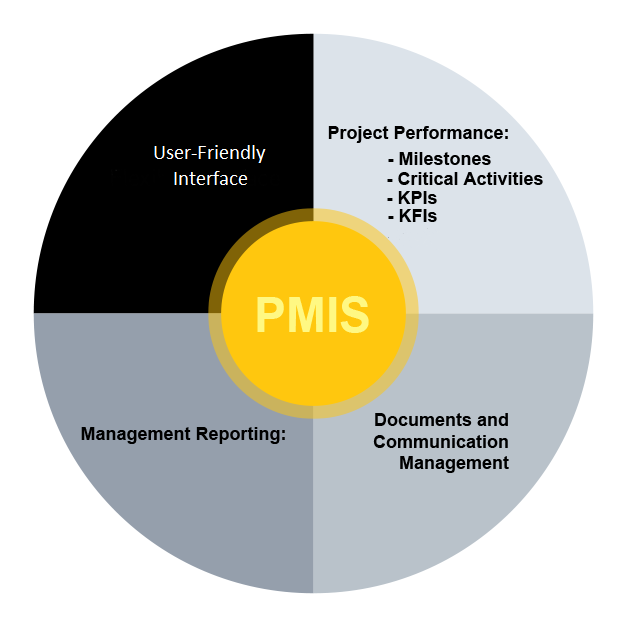 User-Friendly
Interface
Project Performance:
- Milestones
- Critical Activities
- KPIs
- KFIs
PMIS
Management Reporting:
Documents and
Communication
Management